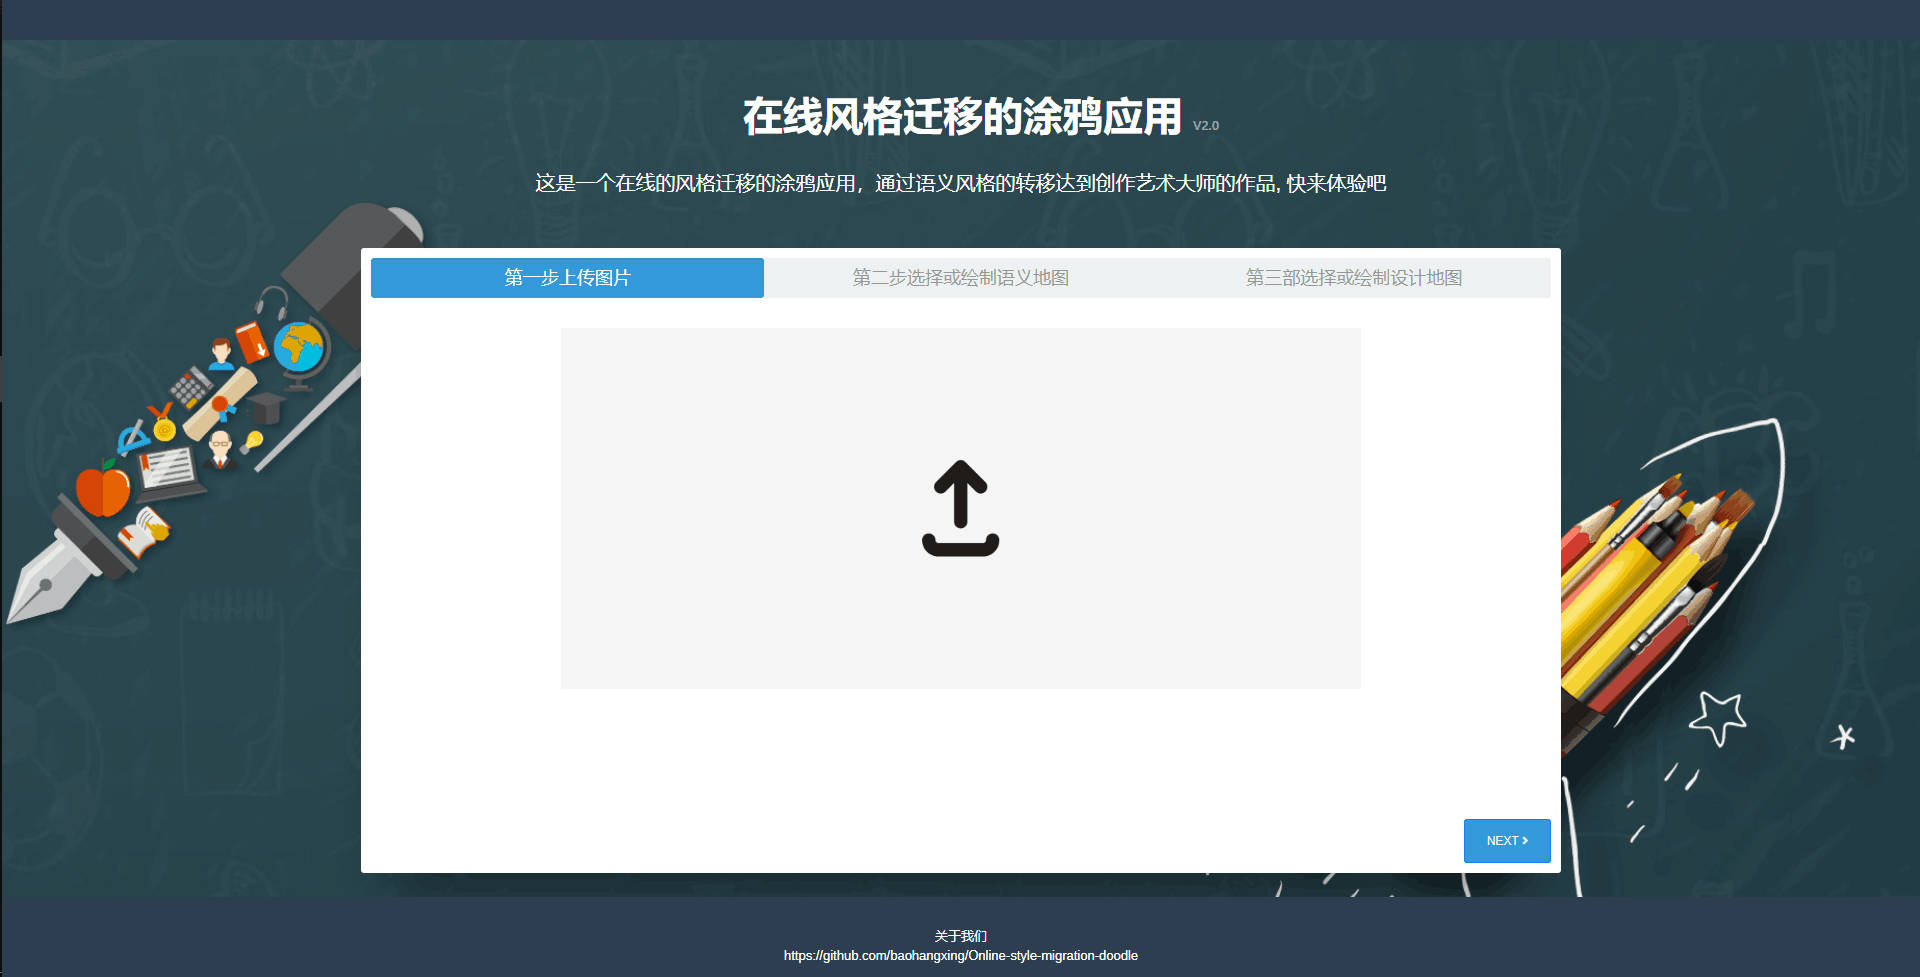 在线风格迁移的涂鸦应用 V2.0
这是一个在线的风格迁移的涂鸦应用，通过语义风格的转移达到创作艺术大师的作品, 快来体验吧
第一步上传图片
第二步选择或绘制语义地图
第三部选择或绘制设计地图
NEXT
关于我们
https://github.com/baohangxing/Online-style-migration-doodle